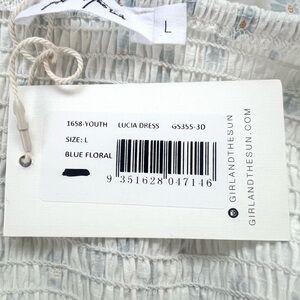 L
1658-YOUTH LUCIA DRESS GS355-3D
SIZE: L
BLUE FLORAL
9 351628 047146
GIRLANDTHESUN
GIRLANDTHESUN.COM